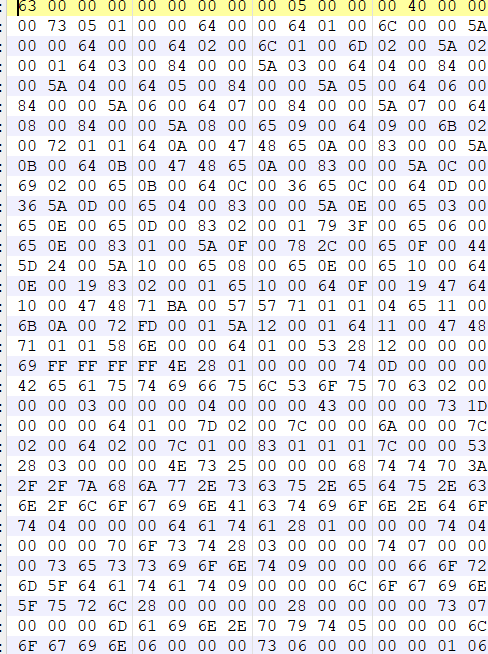 63 00 00 00 00 00 00 00 00 05 00 00 00 40 00 00
00 73 05 01 00 00 64 00 00 64 01 00 6C 00 00 5A
00 00 64 00 00 64 02 00 6C 01 00 6D 02 00 5A 02
00 01 64 03 00 84 00 00 5A 03 00 64 04 00 84 00
00 5A 04 00 64 05 00 84 00 00 5A 05 00 64 06 00
84 00 00 5A 06 00 64 07 00 84 00 00 5A 07 00 64
08 00 84 00 00 5A 08 00 65 09 00 64 09 00 6B 02
00 72 01 01 64 0A 00 47 48 65 0A 00 83 00 00 5A
0B 00 64 0B 00 47 48 65 0A 00 83 00 00 5A 0C 00
69 02 00 65 0B 00 64 0C 00 36 65 0C 00 64 0D 00
36 5A 0D 00 65 04 00 83 00 00 5A 0E 00 65 03 00
65 0E 00 65 0D 00 83 02 00 01 79 3F 00 65 06 00
65 0E 00 83 01 00 5A 0F 00 78 2C 00 65 0F 00 44
5D 24 00 5A 10 00 65 08 00 65 0E 00 65 10 00 64
0E 00 19 83 02 00 01 65 10 00 64 0F 00 19 47 64
10 00 47 48 71 BA 00 57 57 71 01 01 04 65 11 00
6B 0A 00 72 FD 00 01 5A 12 00 01 64 11 00 47 48
71 01 01 58 6E 00 00 64 01 00 53 28 12 00 00 00
69 FF FF FF FF 4E 28 01 00 00 00 74 0D 00 00 00
42 65 61 75 74 69 66 75 6C 53 6F 75 70 63 02 00
00 00 03 00 00 00 04 00 00 00 43 00 00 00 73 1D
00 00 00 64 01 00 7D 02 00 7C 00 00 6A 00 00 7C
02 00 64 02 00 7C 01 00 83 01 01 01 7C 00 00 53
28 03 00 00 00 4E 73 25 00 00 00 68 74 74 70 3A
2F 2F 7A 68 6A 77 2E 73 63 75 2E 65 64 75 2E 63
6E 2F 6C 6F 67 69 6E 41 63 74 69 6F 6E 2E 64 6F
74 04 00 00 00 64 61 74 61 28 01 00 00 00 74 04
00 00 00 70 6F 73 74 28 03 00 00 00 74 07 00 00
00 73 65 73 73 69 6F 6E 74 09 00 00 00 66 6F 72
6D 5F 64 61 74 61 74 09 00 00 00 6C 6F 67 69 6E
5F 75 72 6C 28 00 00 00 00 28 00 00 00 00 73 07
00 00 00 6D 61 69 6E 2E 70 79 74 05 00 00 00 6C
6F 67 69 6E 06 00 00 00 73 06 00 00 00 00 01 06